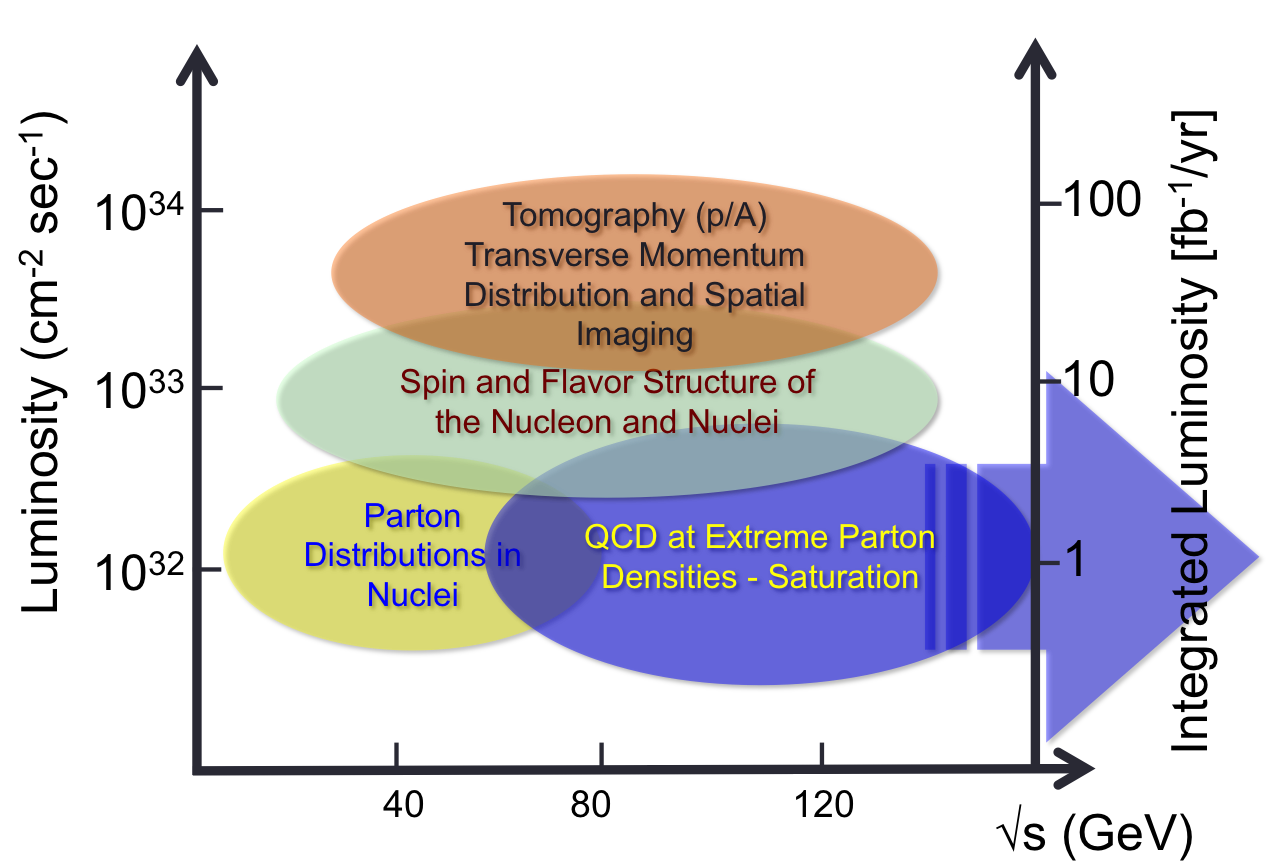 Luminosity (cm-2 sec-1)
10^34
10^33
10^32
Tomography (p/A)
Transverse Momentum
Distribution and Spatial
Imaging
Spin and Flavor Structure of
the Nucleon and Nuclei
Parton
Distributions in
Nuclei
QCD at Extreme Parton
Densities - Saturation
100
10
1
Integrated Luminosity [fb-1/yr]
40
80
120
√s (GeV)